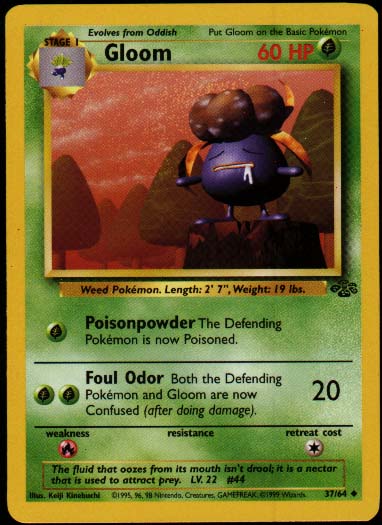 Evolves from Oddish Put Gloom on the Basic Pokémon
STAGE 1
Gloom 60 HP
Weed Pokémon. Length: 2' 7", Weight: 19 lbs.
Poisonpowder The Defending
Pokémon is now Poisoned.
Foul Odor Both the Defending
Pokémon and Gloom are now
Confused (after doing damage).
20
weakness resistance retreat cost
The fluid that oozes from its mouth isn't drool; it is a nectar
that is used to attract prey. LV. 22 #44
Illus. Keiji Kinebuchi ©1995, 96, 98 Nintendo, Creatures, GAMEFREAK. ©1999 Wizards. 37/64